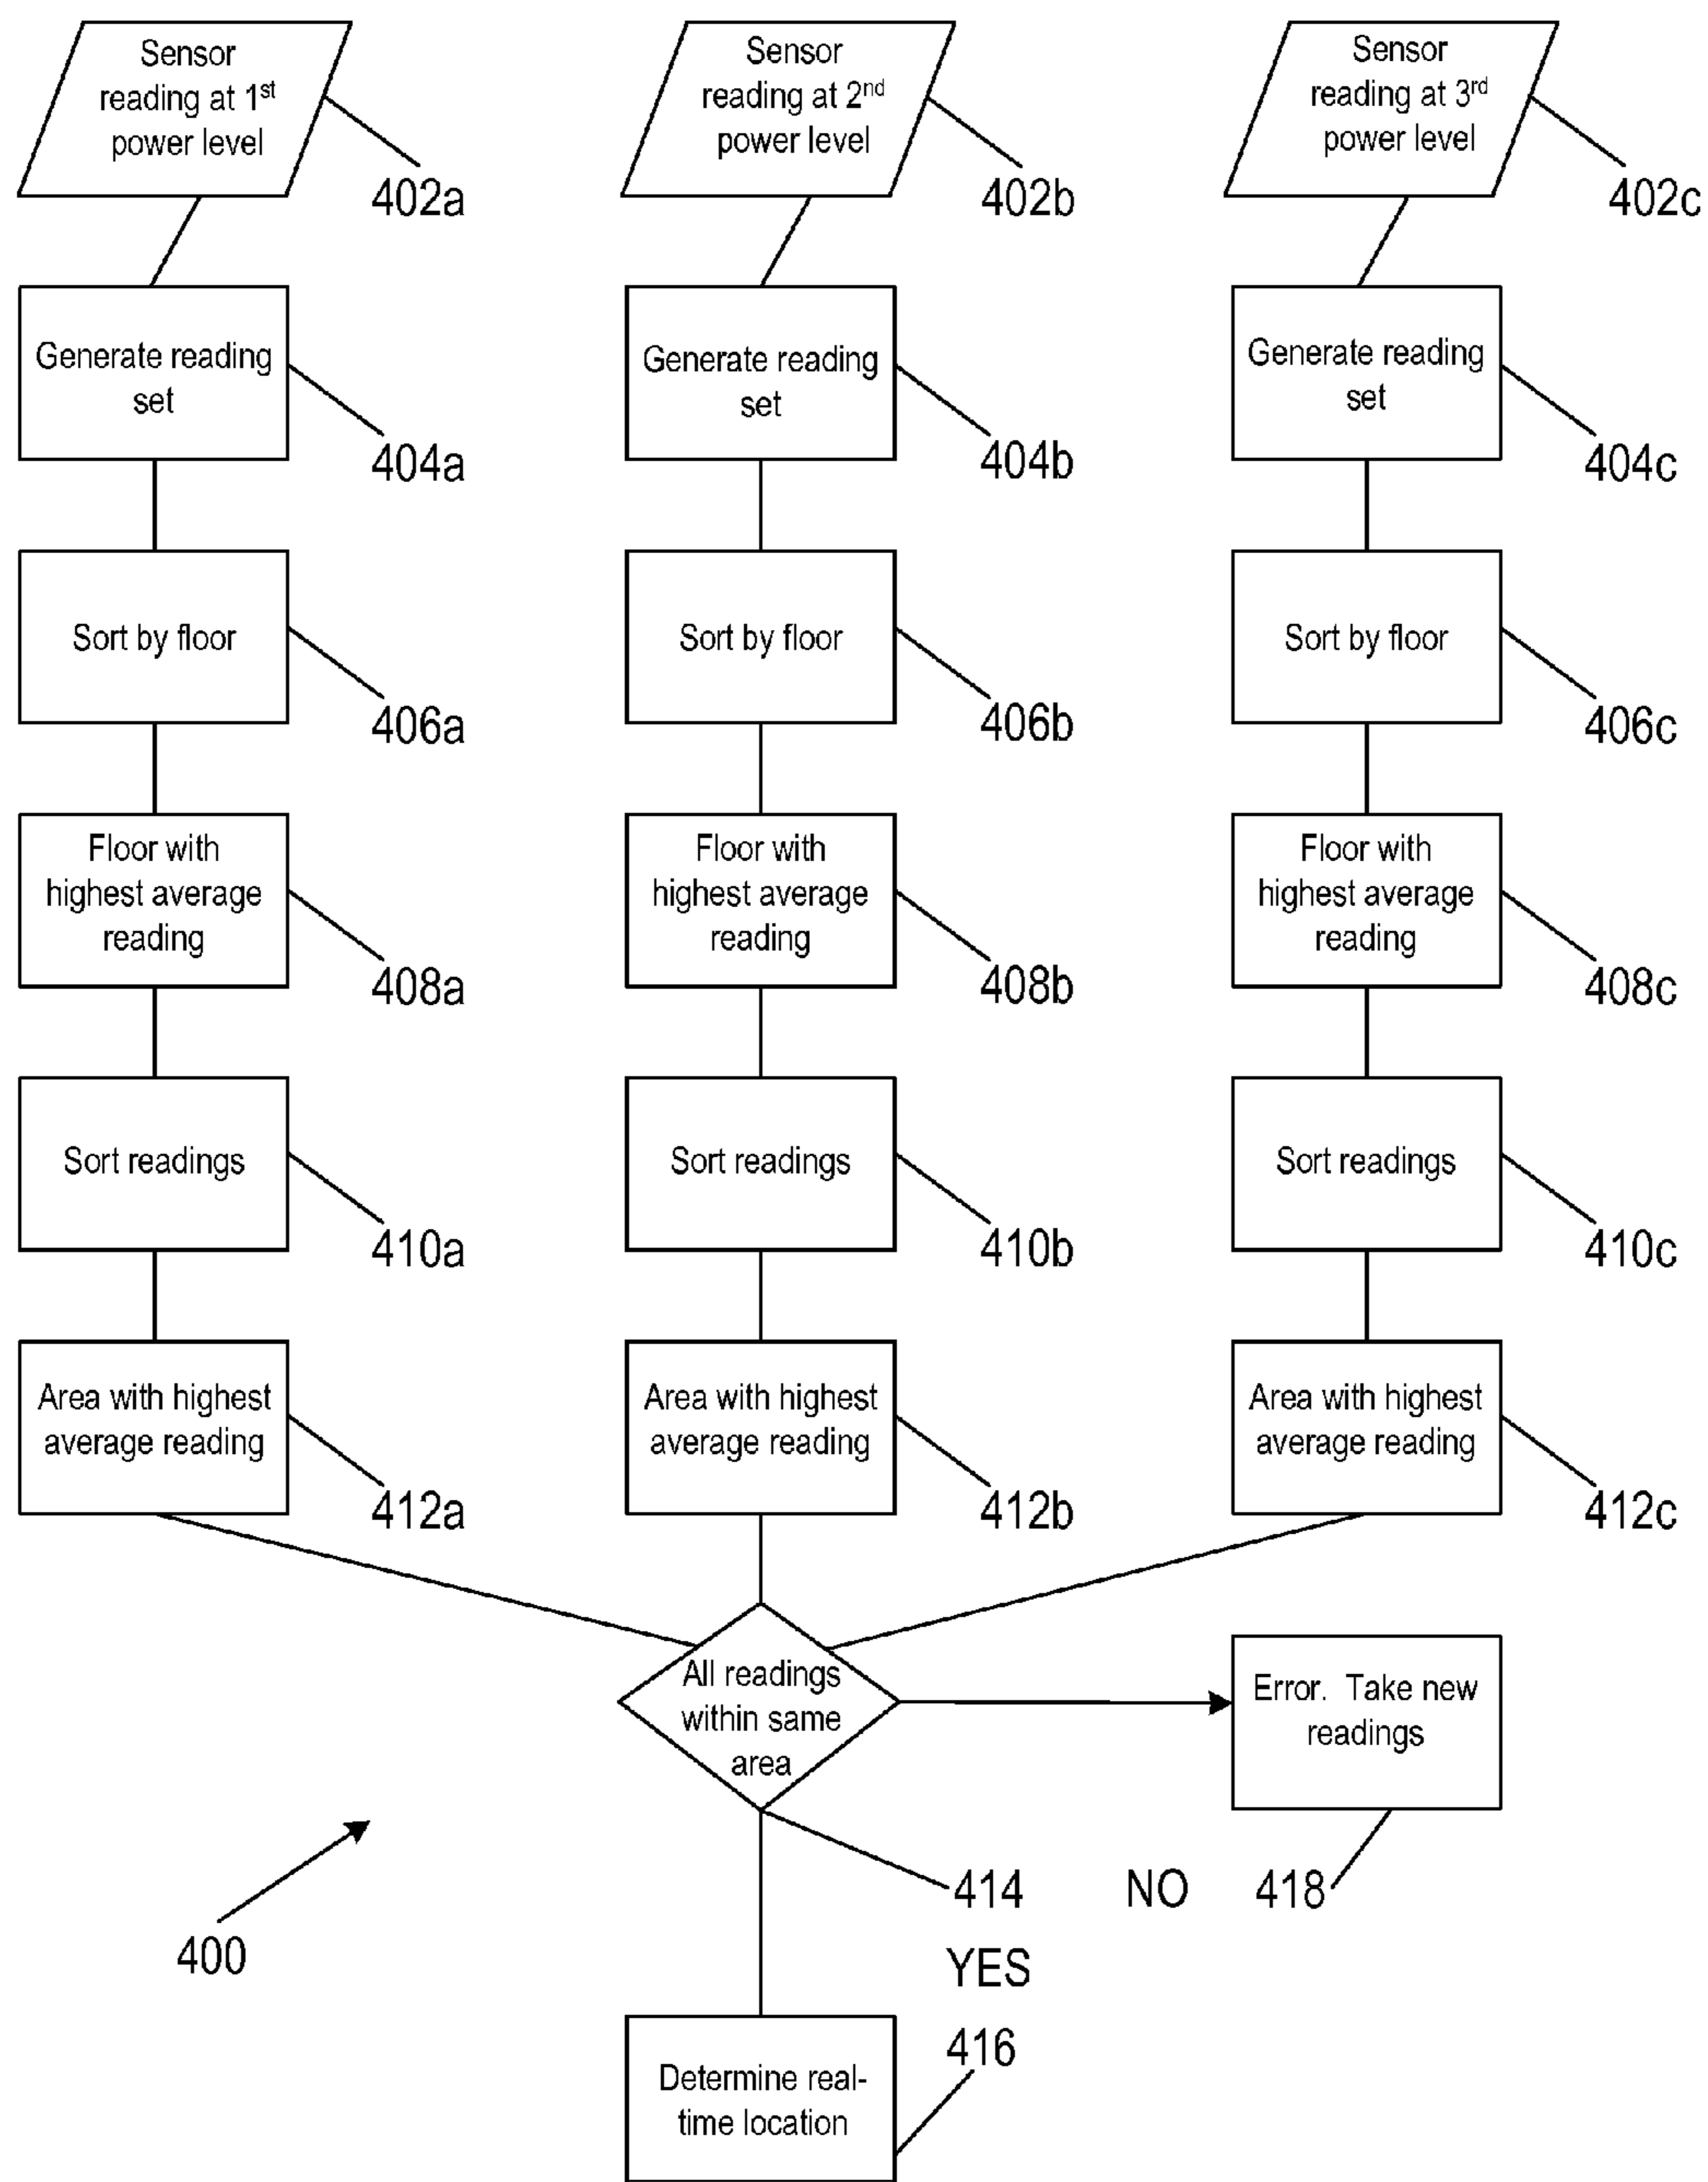 Sensor
reading at 1st
power level
402a
Sensor
reading at 2nd
power level
402b
Sensor
reading at 3rd
power level
402c
Generate reading
set
404a
Generate reading
set
404b
Generate reading
set
404c
Sort by floor
406a
Sort by floor
406b
Sort by floor
406c
Floor with
highest average
reading
408a
Floor with
highest average
reading
408b
Floor with
highest average
reading
408c
Sort readings
410a
Sort readings
410b
Sort readings
410c
Area with highest
average reading
412a
Area with highest
average reading
412b
Area with highest
average reading
412c
All readings
within same
area
Error. Take new
readings
414
NO
418
400
YES
416
Determine real-
time location